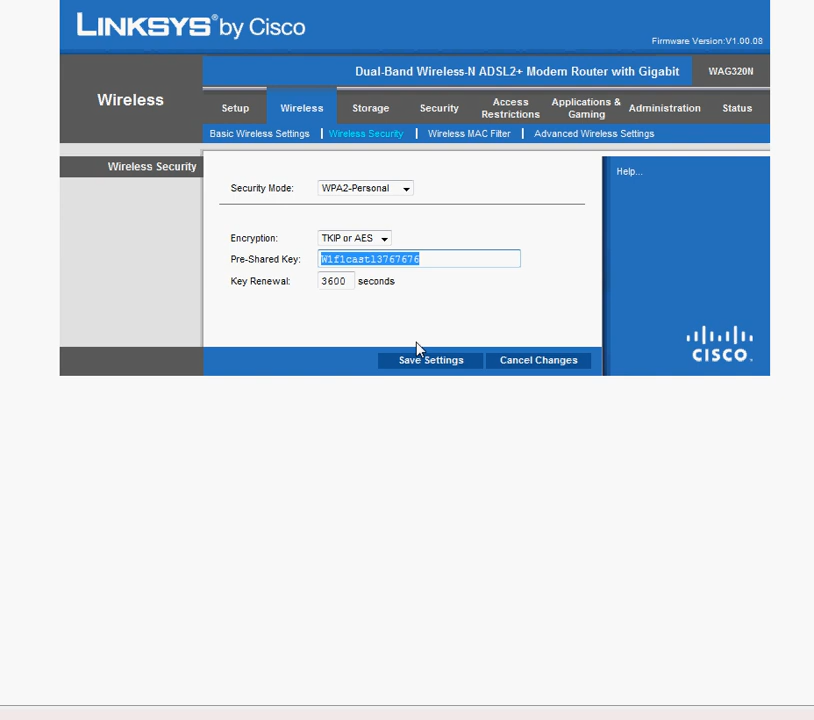 LINKSYS® by Cisco
Firmware Version:V1.00.08
Dual-Band Wireless-N ADSL2+ Modem Router with Gigabit WAG320N
Wireless
Setup Wireless Storage Security Access Restrictions Applications & Gaming Administration Status
Basic Wireless Settings | Wireless Security | Wireless MAC Filter | Advanced Wireless Settings
Wireless Security
Help...
Security Mode: WPA2-Personal
Encryption: TKIP or AES
Pre-Shared Key: W1f1cast13767676
Key Renewal: 3600 seconds
Save Settings Cancel Changes
CISCO.